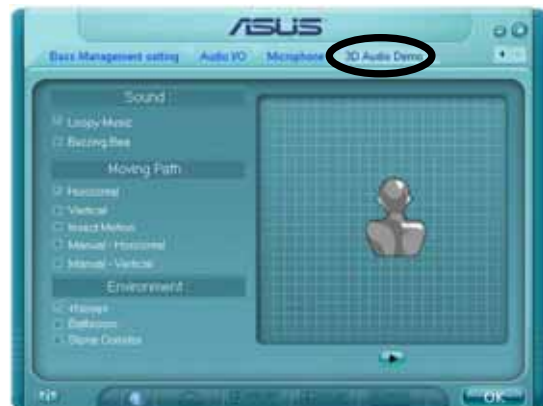 ASUS
Bass Management setting Audio I/O Microphone 3D Audio Demo
Sound
Loopy Music
Buzzing Bee
Moving Path
Horizontal
Vertical
Insect Motion
Manual - Horizontal
Manual - Vertical
Environment
<None>
Bathroom
Stone Corridor
OK